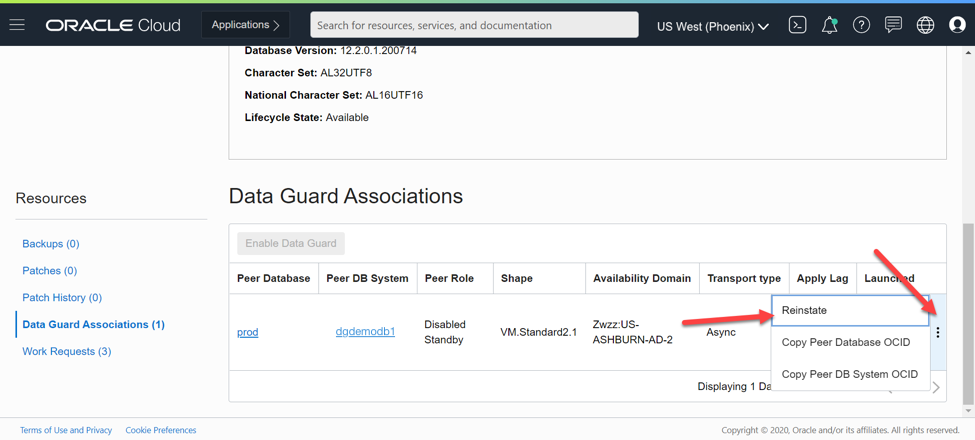 ORACLE Cloud
Applications
Search for resources, services, and documentation
US West (Phoenix)
Database Version: 12.2.0.1.200714
Character Set: AL32UTF8
National Character Set: AL16UTF16
Lifecycle State: Available
Resources
Backups (0)
Patches (0)
Patch History (0)
Data Guard Associations (1)
Work Requests (3)
Data Guard Associations
Enable Data Guard
Peer Database Peer DB System Peer Role Shape Availability Domain Transport type Apply Lag Launched
prod dgdemodb1 Disabled Standby VM.Standard2.1 Zwzz:US-ASHBURN-AD-2 Async
Reinstate
Copy Peer Database OCID
Copy Peer DB System OCID
Displaying 1 Da
Terms of Use and Privacy Cookie Preferences
Copyright © 2020, Oracle and/or its affiliates. All rights reserved.